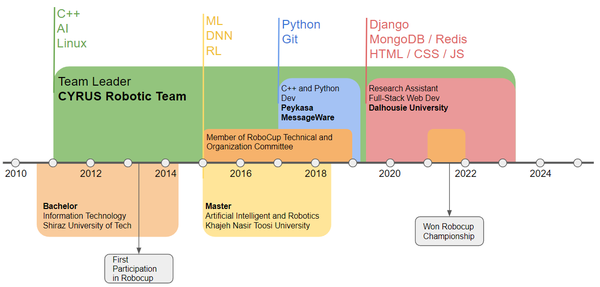 C++
AI
Linux
ML
DNN
RL
Python
Git
Django
MongoDB / Redis
HTML / CSS / JS
Team Leader
CYRUS Robotic Team
C++ and Python
Dev
Peykasa
MessageWare
Research Assistant
Full-Stack Web Dev
Dalhousie University
Member of RoboCup Technical and
Organization Committee
2010
2012
2014
2016
2018
2020
2022
2024
Bachelor
Information Technology
Shiraz University of Tech
Master
Artificial Intelligent and Robotics
Khajeh Nasir Toosi University
First
Participation
in Robocup
Won Robocup
Championship